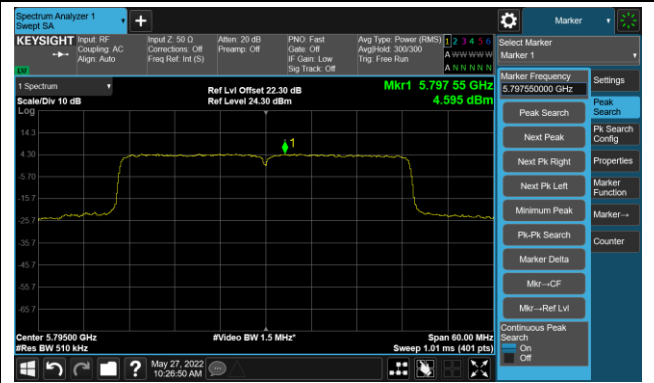 Spectrum Analyzer 1
Swept SA
+
Marker
KEYSIGHT
Input: RF
Coupling: AC
Align: Auto
Input Z: 50 Ω
Corrections: Off
Freq Ref: Int (S)
Atten: 20 dB
Preamp: Off
PNO: Fast
Gate: Off
IF Gain: Low
Sig Track: Off
Avg Type: Power (RMS)
Avg|Hold: 300/300
Trig: Free Run
1 2 3 4 5 6
A W W W W W
A N N N N N
LXI
Select Marker
Marker 1
1 Spectrum
Scale/Div 10 dB
Log
Ref Lvl Offset 22.30 dB
Ref Level 24.30 dBm
Mkr1 5.797 55 GHz
4.595 dBm
14.3
4.30
-5.70
-15.7
-25.7
-35.7
-45.7
-55.7
-65.7
1
Center 5.79500 GHz
#Res BW 510 kHz
#Video BW 1.5 MHz*
Span 60.00 MHz
Sweep 1.01 ms (401 pts)
Marker Frequency
5.797550000 GHz
Peak Search
Next Peak
Next Pk Right
Next Pk Left
Minimum Peak
Pk-Pk Search
Marker Delta
Mkr→CF
Mkr→Ref Lvl
Continuous Peak
Search
On
Off
Settings
Peak
Search
Pk Search
Config
Properties
Marker
Function
Marker→
Counter
?
May 27, 2022
10:26:50 AM